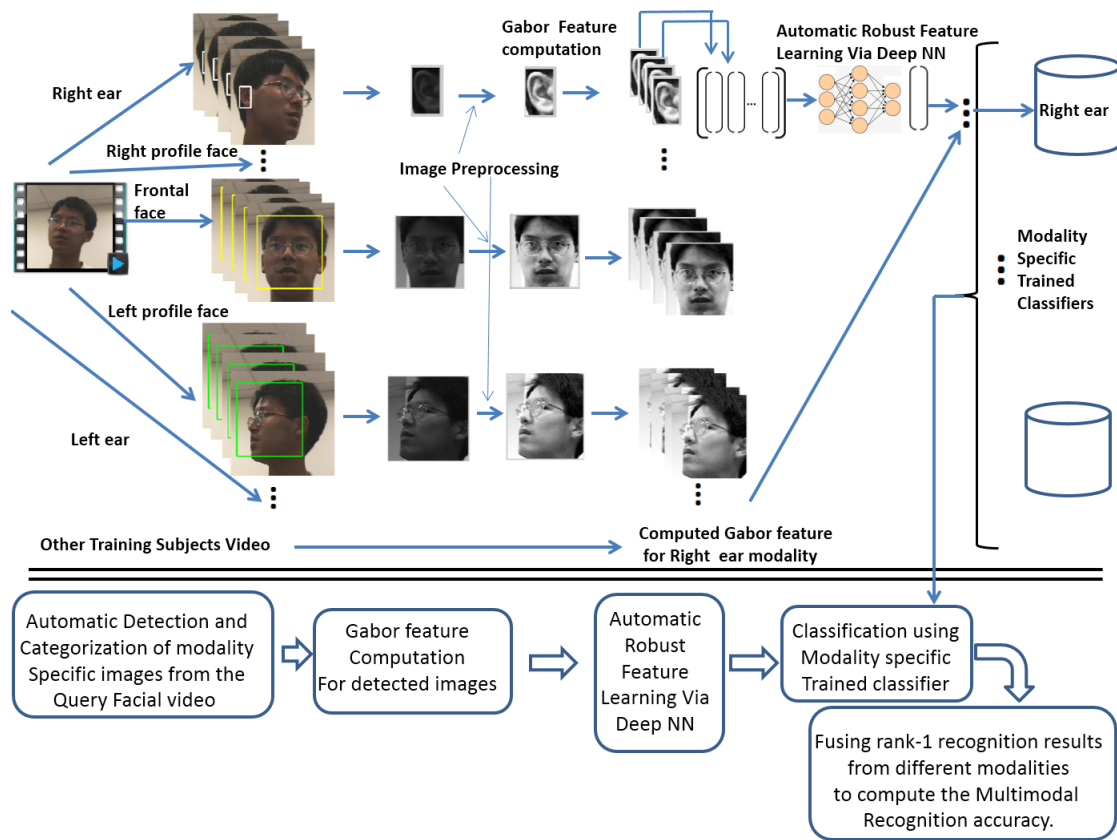 Gabor Feature
computation
Automatic Robust Feature
Learning Via Deep NN
Right ear
Right profile face
Frontal
face
Image Preprocessing
...
Right ear
Left profile face
Left ear
Modality
Specific
Trained
Classifiers
Other Training Subjects Video
Computed Gabor feature
for Right ear modality
Automatic Detection and
Categorization of modality
Specific images from the
Query Facial video
Gabor feature
Computation
For detected images
Automatic
Robust
Feature
Learning Via
Deep NN
Classification using
Modality specific
Trained classifier
Fusing rank-1 recognition results
from different modalities
to compute the Multimodal
Recognition accuracy.